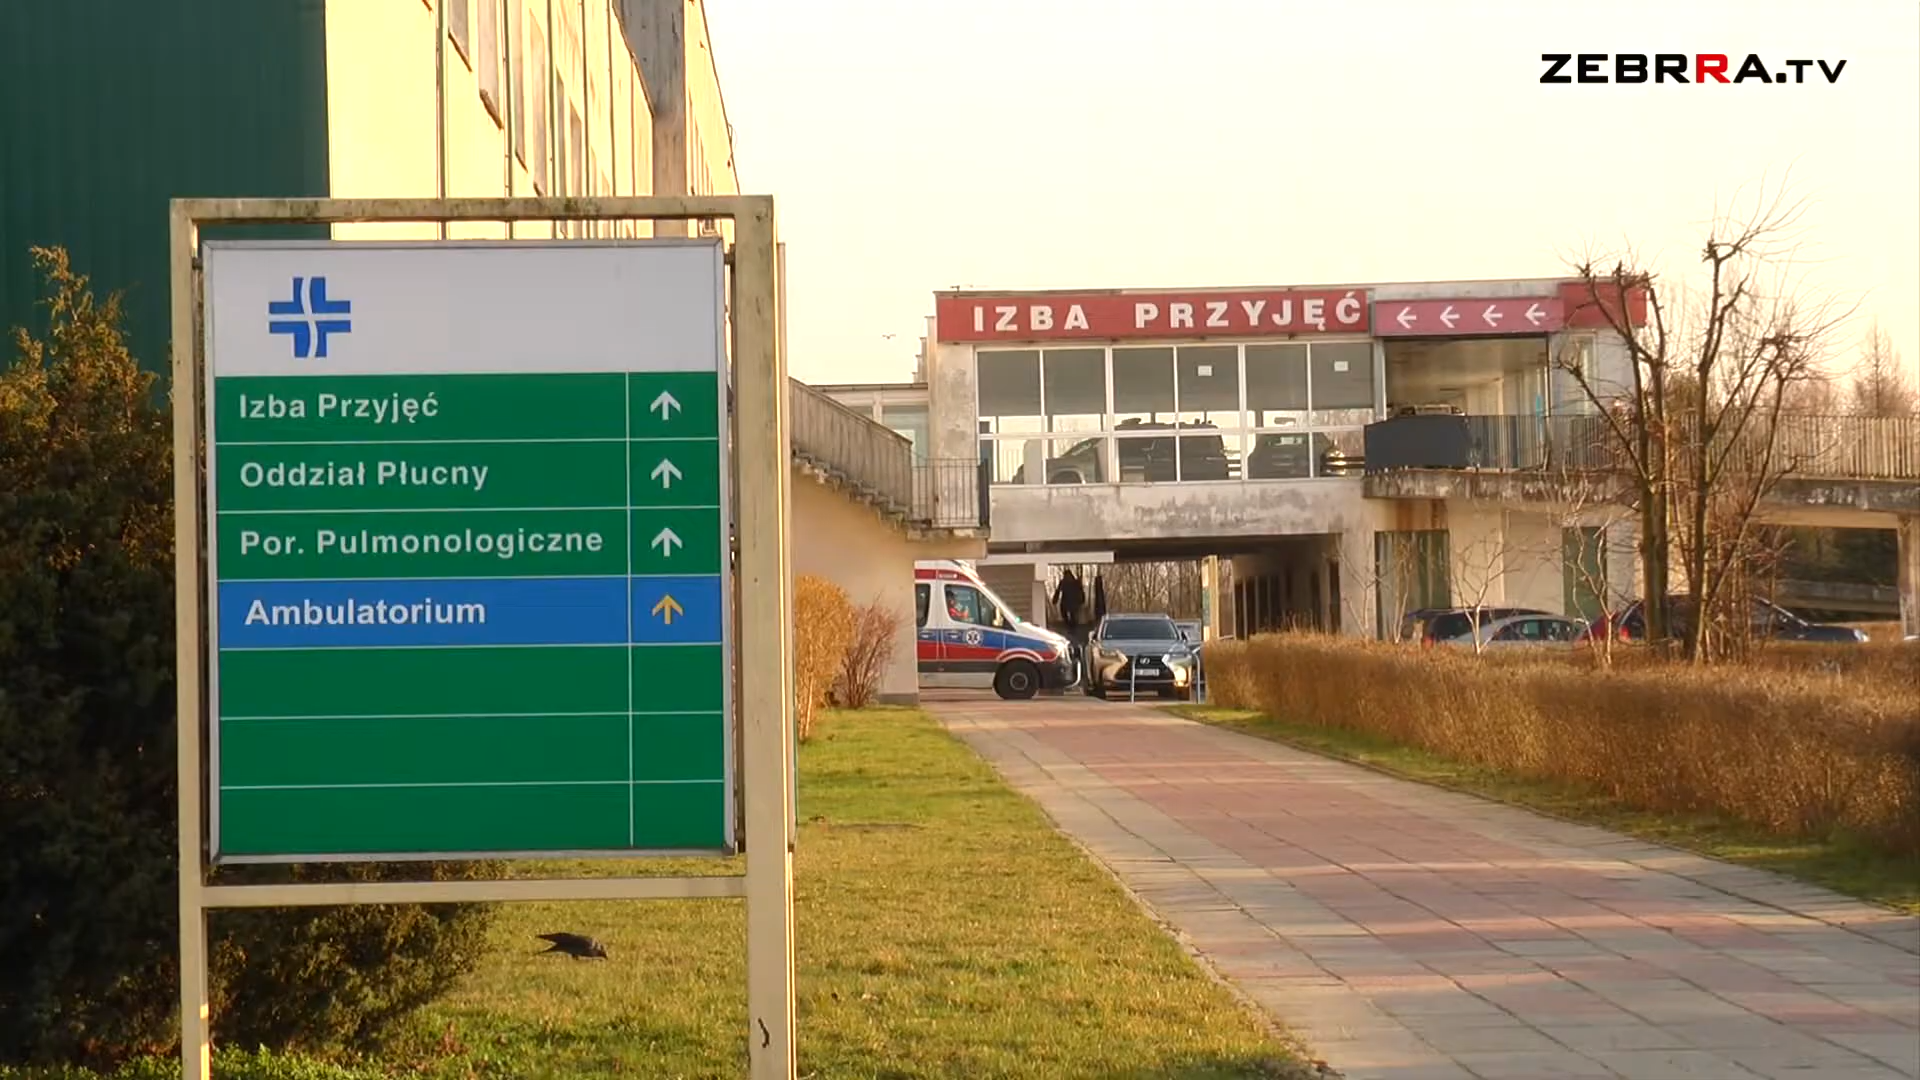 ZEBRRA.TV
IZBA PRZYJĘĆ
Izba Przyjęć
Oddział Płucny
Por. Pulmonologiczne
Ambulatorium